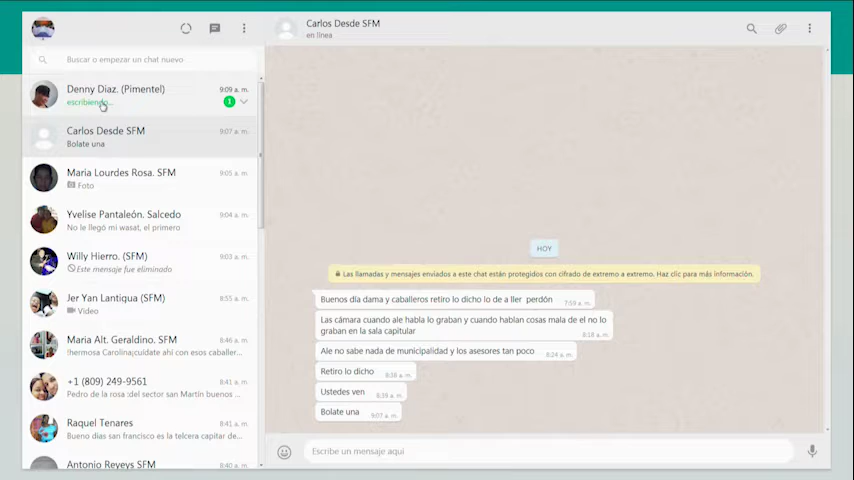 Carlos Desde SFM
en línea
Buscar o empezar un chat nuevo
Denny Diaz. (Pimentel)
9:09 a. m.
escribiendo...
1
Carlos Desde SFM
9:07 a. m.
Bolate una
Maria Lourdes Rosa. SFM
9:05 a. m.
Foto
Yvelise Pantaleón. Salcedo
9:04 a. m.
No le llegó mi wasat, el primero
Willy Hierro. (SFM)
9:03 a. m.
Este mensaje fue eliminado
Jer Yan Lantiqua (SFM)
8:55 a. m.
Video
Maria Alt. Geraldino. SFM
8:46 a. m.
!hermosa Carolina¡cuidate ahi con esos caballer...
+1 (809) 249-9561
8:41 a. m.
Pedro de la rosa :del sector san Martín buenos ...
Raquel Tenares
8:41 a. m.
Bueno dias san francisco es la telcera capitar de...
Antonio Reyeys SFM
8:40 a. m.
HOY
Las llamadas y mensajes enviados a este chat están protegidos con cifrado de extremo a extremo. Haz clic para más información.
Buenos día dama y caballeros retiro lo dicho lo de a ller perdón
7:59 a. m.
Las cámara cuando ale habla lo graban y cuando hablan cosas mala de el no lo
graban en la sala capitular
8:18 a. m.
Ale no sabe nada de municipalidad y los asesores tan poco
8:24 a. m.
Retiro lo dicho
8:38 a. m.
Ustedes ven
8:39 a. m.
Bolate una
9:07 a. m.
Escribe un mensaje aquí